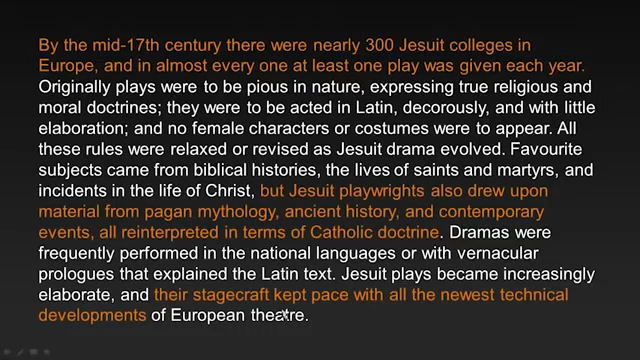 By the mid-17th century there were nearly 300 Jesuit colleges in
Europe, and in almost every one at least one play was given each year.
Originally plays were to be pious in nature, expressing true religious and
moral doctrines; they were to be acted in Latin, decorously, and with little
elaboration; and no female characters or costumes were to appear. All
these rules were relaxed or revised as Jesuit drama evolved. Favourite
subjects came from biblical histories, the lives of saints and martyrs, and
incidents in the life of Christ, but Jesuit playwrights also drew upon
material from pagan mythology, ancient history, and contemporary
events, all reinterpreted in terms of Catholic doctrine. Dramas were
frequently performed in the national languages or with vernacular
prologues that explained the Latin text. Jesuit plays became increasingly
elaborate, and their stagecraft kept pace with all the newest technical
developments of European theatre.